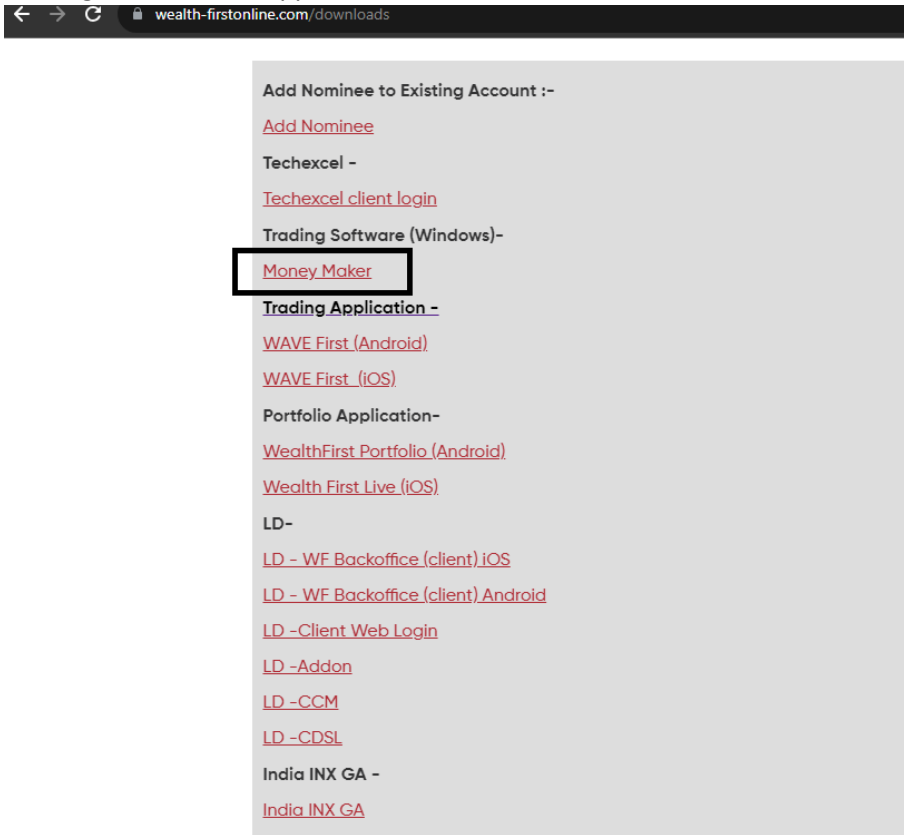 wealth-firstonline.com/downloads
Add Nominee to Existing Account :-
Add Nominee
Techexcel -
Techexcel client login
Trading Software (Windows)-
Money Maker
Trading Application -
WAVE First (Android)
WAVE First (iOS)
Portfolio Application-
WealthFirst Portfolio (Android)
Wealth First Live (iOS)
LD-
LD - WF Backoffice (client) iOS
LD - WF Backoffice (client) Android
LD -Client Web Login
LD -Addon
LD -CCM
LD -CDSL
India INX GA -
India INX GA